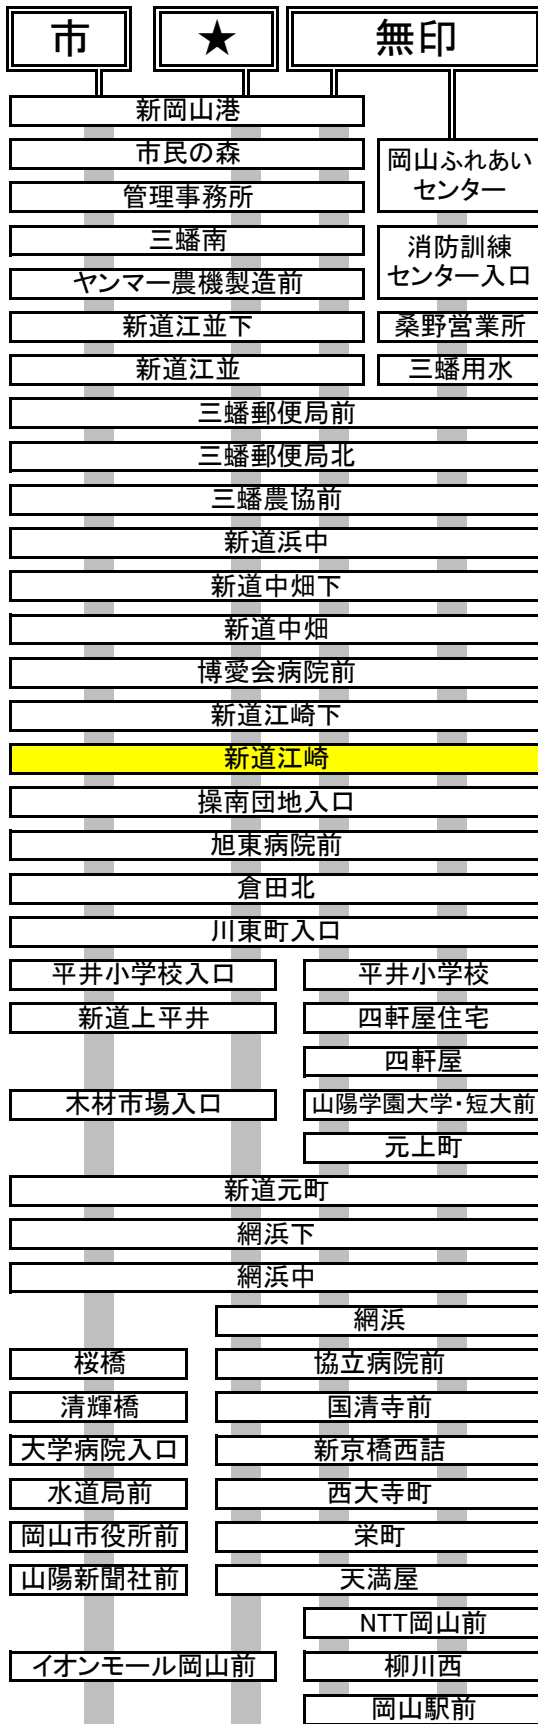 市 ★ 無印
新岡山港
市民の森
岡山ふれあい
センター
管理事務所
三蟠南
消防訓練
センター入口
ヤンマー農機製造前
新道江並下 桑野営業所
新道江並 三蟠用水
三蟠郵便局前
三蟠郵便局北
三蟠農協前
新道浜中
新道中畑下
新道中畑
博愛会病院前
新道江崎下
新道江崎
操南団地入口
旭東病院前
倉田北
川東町入口
平井小学校入口 平井小学校
新道上平井 四軒屋住宅
四軒屋
木材市場入口 山陽学園大学・短大前
元上町
新道元町
網浜下
網浜中
網浜
桜橋 協立病院前
清輝橋 国清寺前
大学病院入口 新京橋西詰
水道局前 西大寺町
岡山市役所前 栄町
山陽新聞社前 天満屋
NTT岡山前
イオンモール岡山前 柳川西
岡山駅前